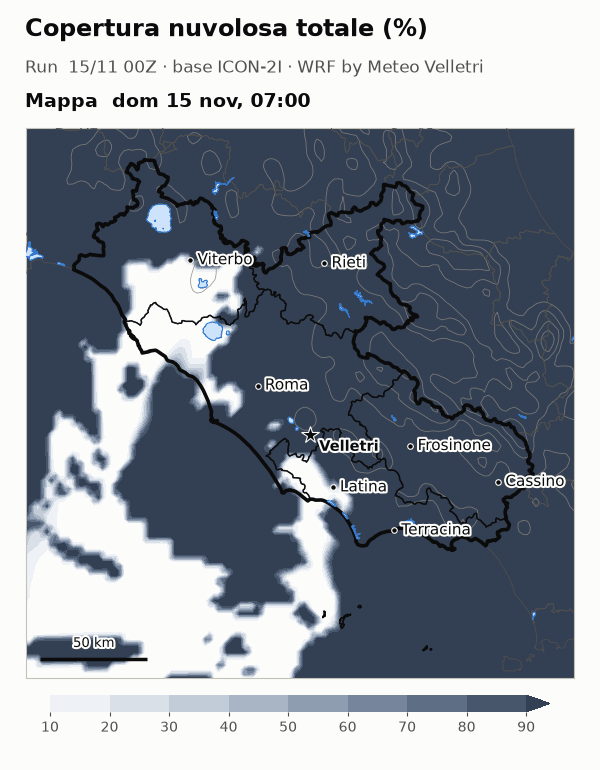 Copertura nuvolosa totale (%)
Run 15/11 00Z · base ICON-2I · WRF by Meteo Velletri
Mappa dom 15 nov, 07:00
Viterbo
Rieti
Roma
Velletri
Frosinone
Cassino
Latina
Terracina
50 km
10 20 30 40 50 60 70 80 90